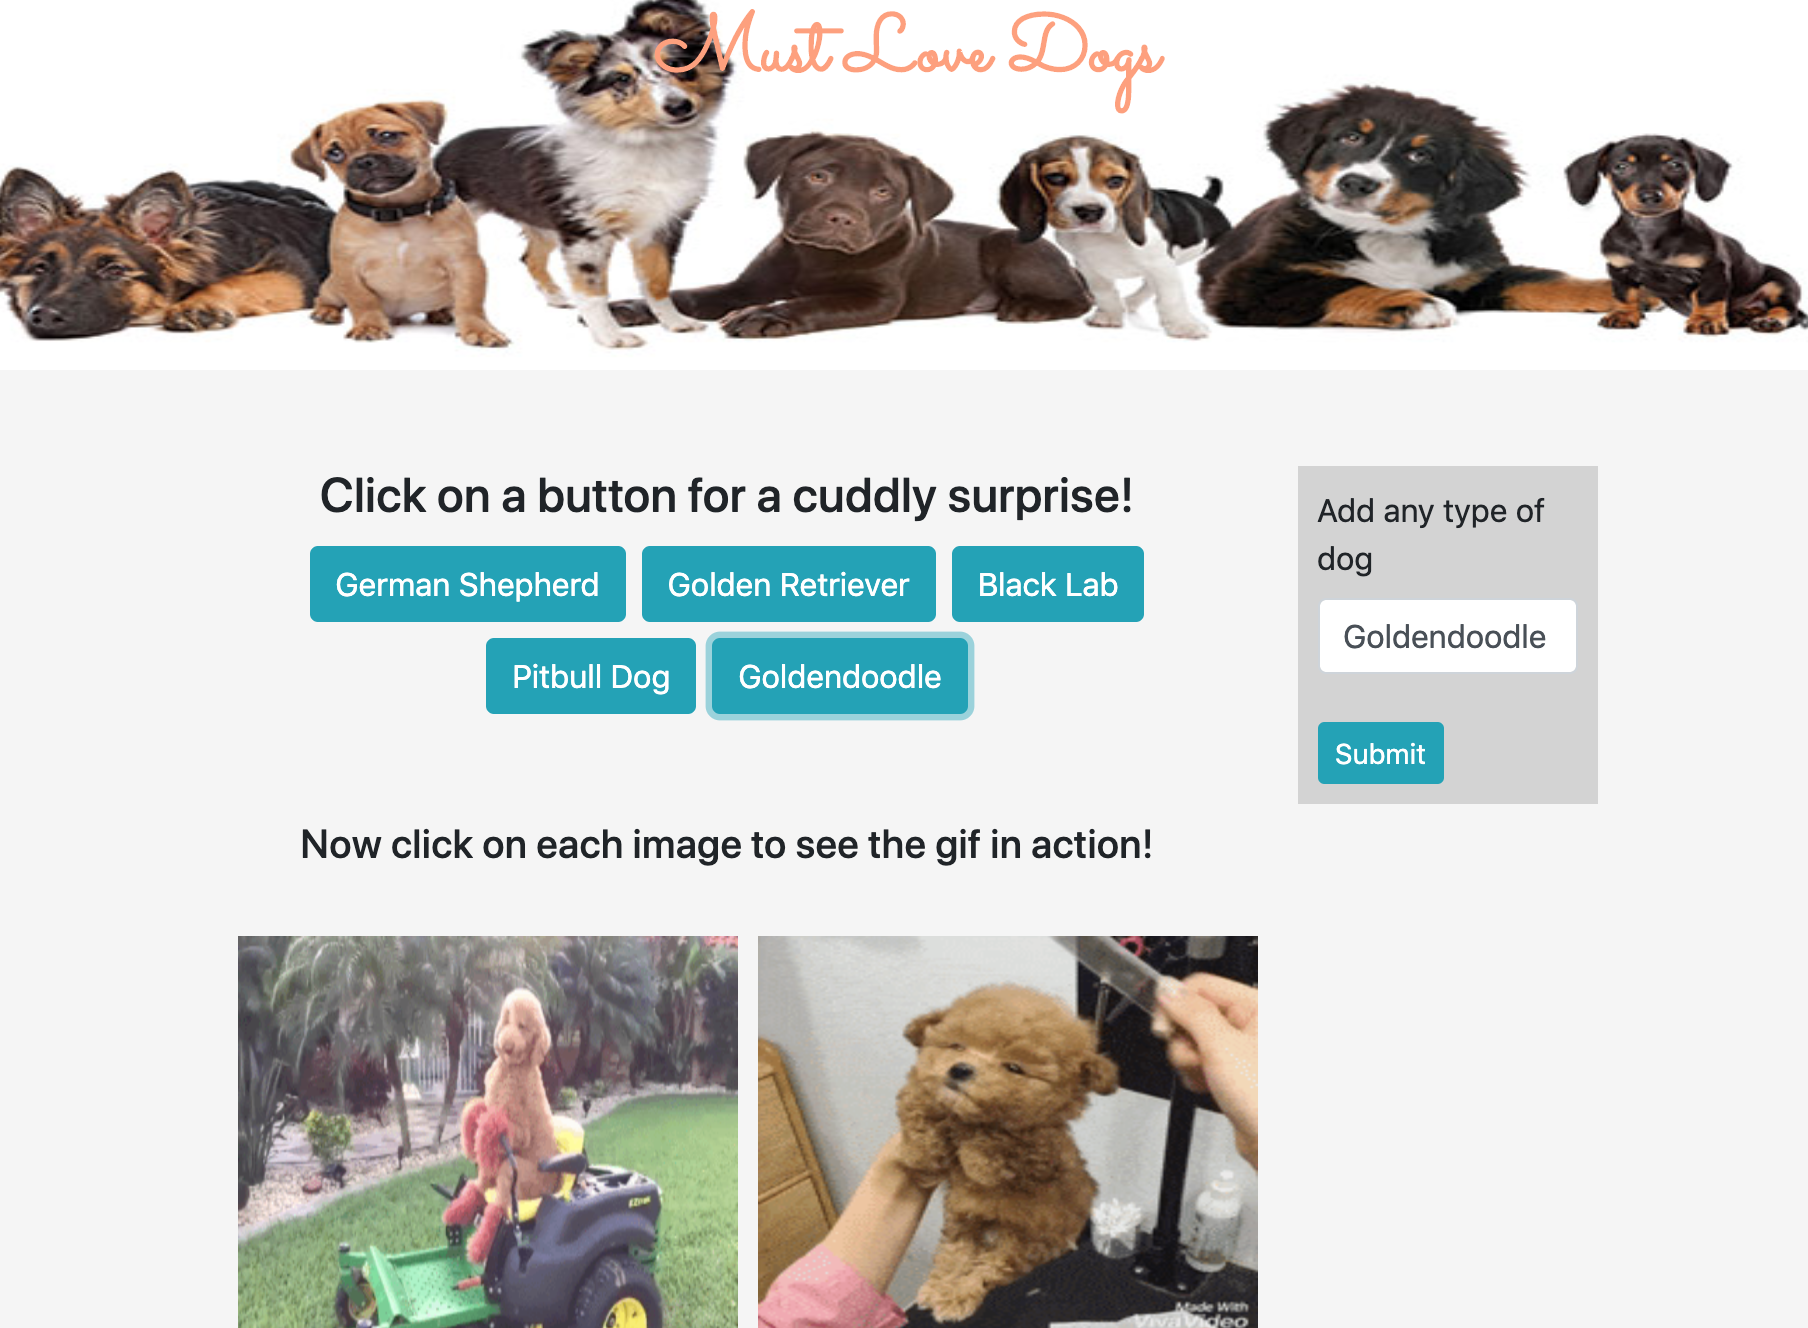 Must Love Dogs
Click on a button for a cuddly surprise!
German Shepherd
Golden Retriever
Black Lab
Pitbull Dog
Goldendoodle
Add any type of
dog
Goldendoodle
Submit
Now click on each image to see the gif in action!
Made With
VivaVideo